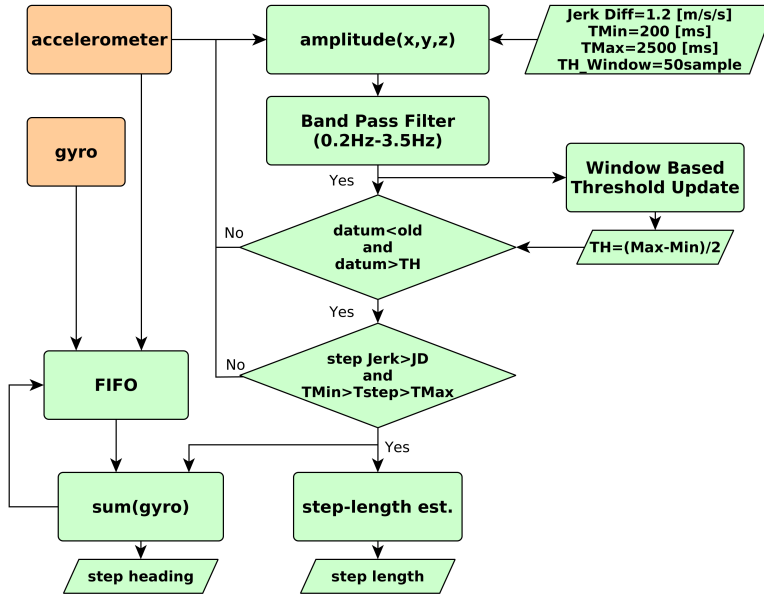 accelerometer
amplitude(x,y,z)
Jerk Diff=1.2 [m/s/s]
TMin=200 [ms]
TMax=2500 [ms]
TH_Window=50sample
gyro
Band Pass Filter
(0.2Hz-3.5Hz)
Window Based
Threshold Update
Yes
No
datum<old
and
datum>TH
TH=(Max-Min)/2
Yes
No
step Jerk>JD
and
TMin>Tstep>TMax
FIFO
Yes
sum(gyro)
step-length est.
step heading
step length